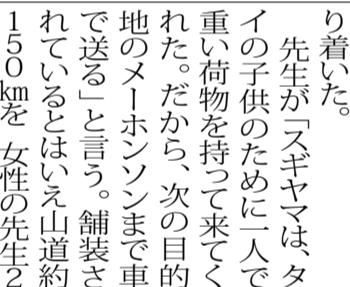 り着いた。
先生が「スギヤマは、タ
イの子供のために一人で
重い荷物を持って来てく
れた。だから、次の目的
地のメーホンソンまで車
で送る」と言う。舗装さ
れているとはいえ山道約
150㎞を 女性の先生2